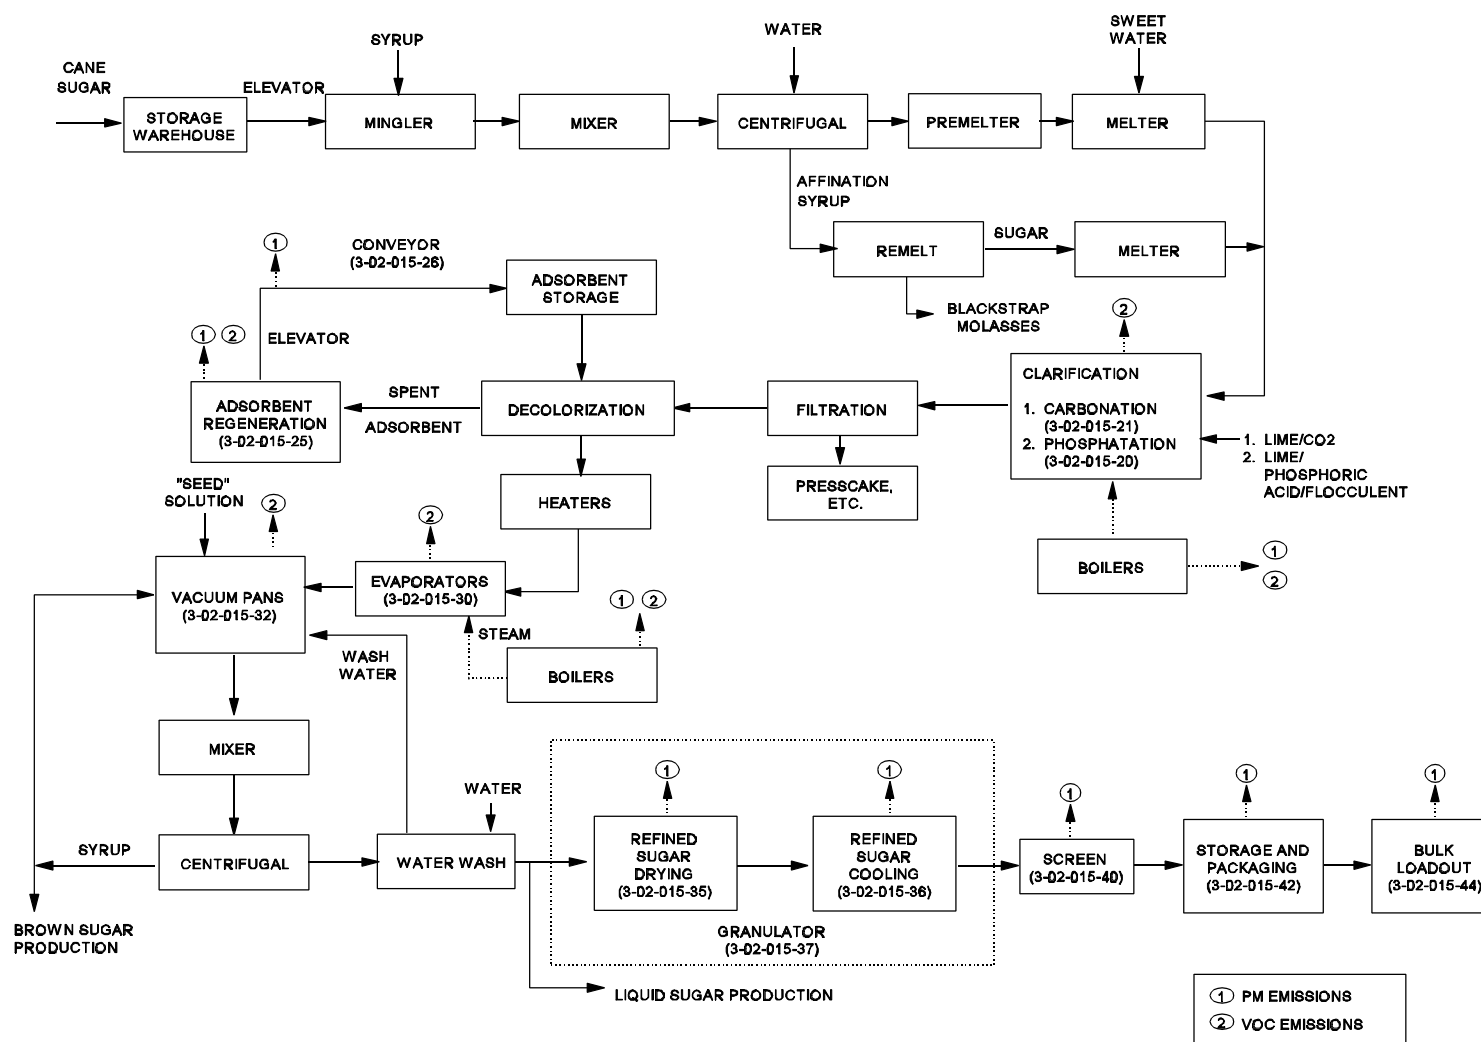 SWEET
WATER
WATER
SYRUP
CANE
SUGAR
ELEVATOR
STORAGE
WAREHOUSE
MINGLER
MIXER
CENTRIFUGAL
PREMELTER
MELTER
AFFINATION
SYRUP
REMELT
SUGAR
MELTER
BLACKSTRAP
MOLASSES
1
CONVEYOR
(3-02-015-26)
ADSORBENT
STORAGE
1 2
ELEVATOR
2
CLARIFICATION
1. CARBONATION
(3-02-015-21)
2. PHOSPHATATION
(3-02-015-20)
1. LIME/CO2
2. LIME/
PHOSPHORIC
ACID/FLOCCULENT
FILTRATION
PRESSCAKE,
ETC.
DECOLORIZATION
SPENT
ADSORBENT
ADSORBENT
REGENERATION
(3-02-015-25)
HEATERS
BOILERS
1
2
"SEED"
SOLUTION
2
2
VACUUM PANS
(3-02-015-32)
EVAPORATORS
(3-02-015-30)
1 2
STEAM
BOILERS
WASH
WATER
MIXER
WATER
SYRUP
CENTRIFUGAL
WATER WASH
1
REFINED
SUGAR
DRYING
(3-02-015-35)
1
REFINED
SUGAR
COOLING
(3-02-015-36)
GRANULATOR
(3-02-015-37)
1
SCREEN
(3-02-015-40)
1
STORAGE AND
PACKAGING
(3-02-015-42)
1
BULK
LOADOUT
(3-02-015-44)
BROWN SUGAR
PRODUCTION
LIQUID SUGAR PRODUCTION
1 PM EMISSIONS
2 VOC EMISSIONS